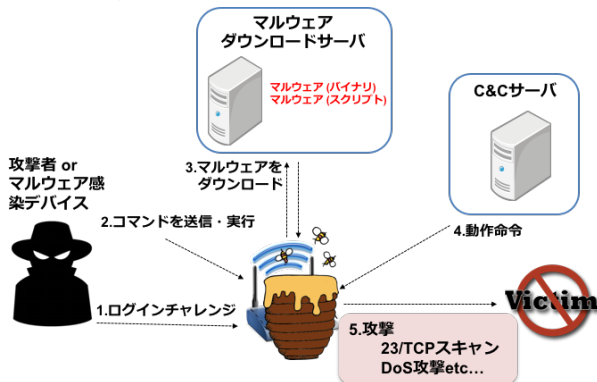 マルウェア
ダウンロードサーバ
マルウェア (バイナリ)
マルウェア (スクリプト)
C&Cサーバ
攻撃者 or
マルウェア感
染デバイス
3.マルウェアを
ダウンロード
2.コマンドを送信・実行
4.動作命令
1.ログインチャレンジ
Victim
5.攻撃
23/TCPスキャン
DoS攻撃etc…